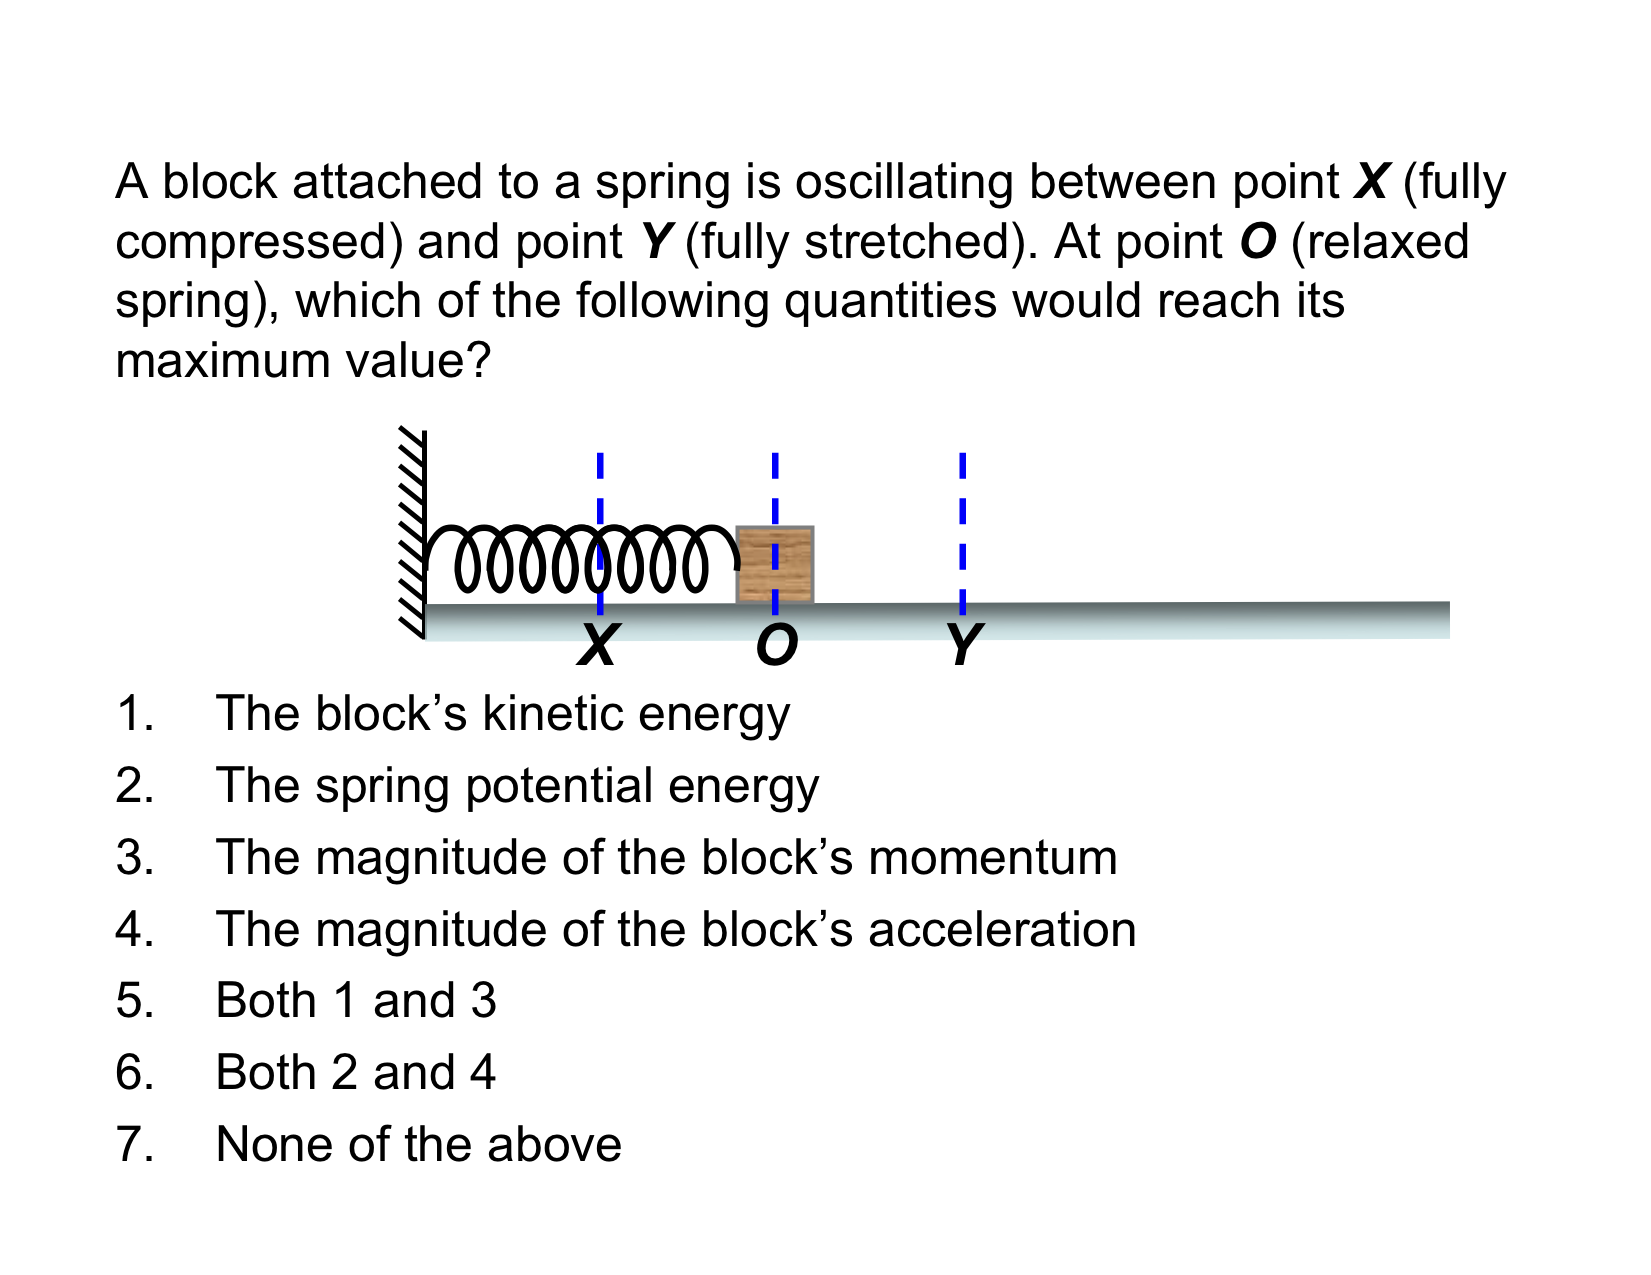 A block attached to a spring is oscillating between point X (fully
compressed) and point Y (fully stretched). At point O (relaxed
spring), which of the following quantities would reach its
maximum value?
X O Y
1. The block’s kinetic energy
2. The spring potential energy
3. The magnitude of the block’s momentum
4. The magnitude of the block’s acceleration
5. Both 1 and 3
6. Both 2 and 4
7. None of the above